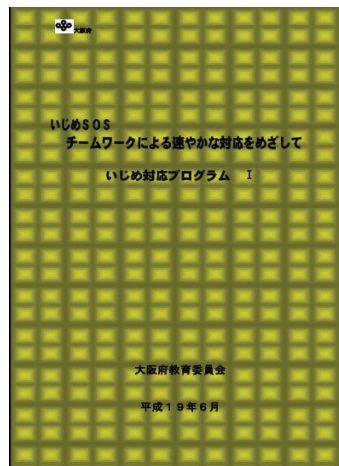 大阪府
いじめSOS
チームワークによる速やかな対応をめざして
いじめ対応プログラム Ⅰ
大阪府教育委員会
平成19年6月